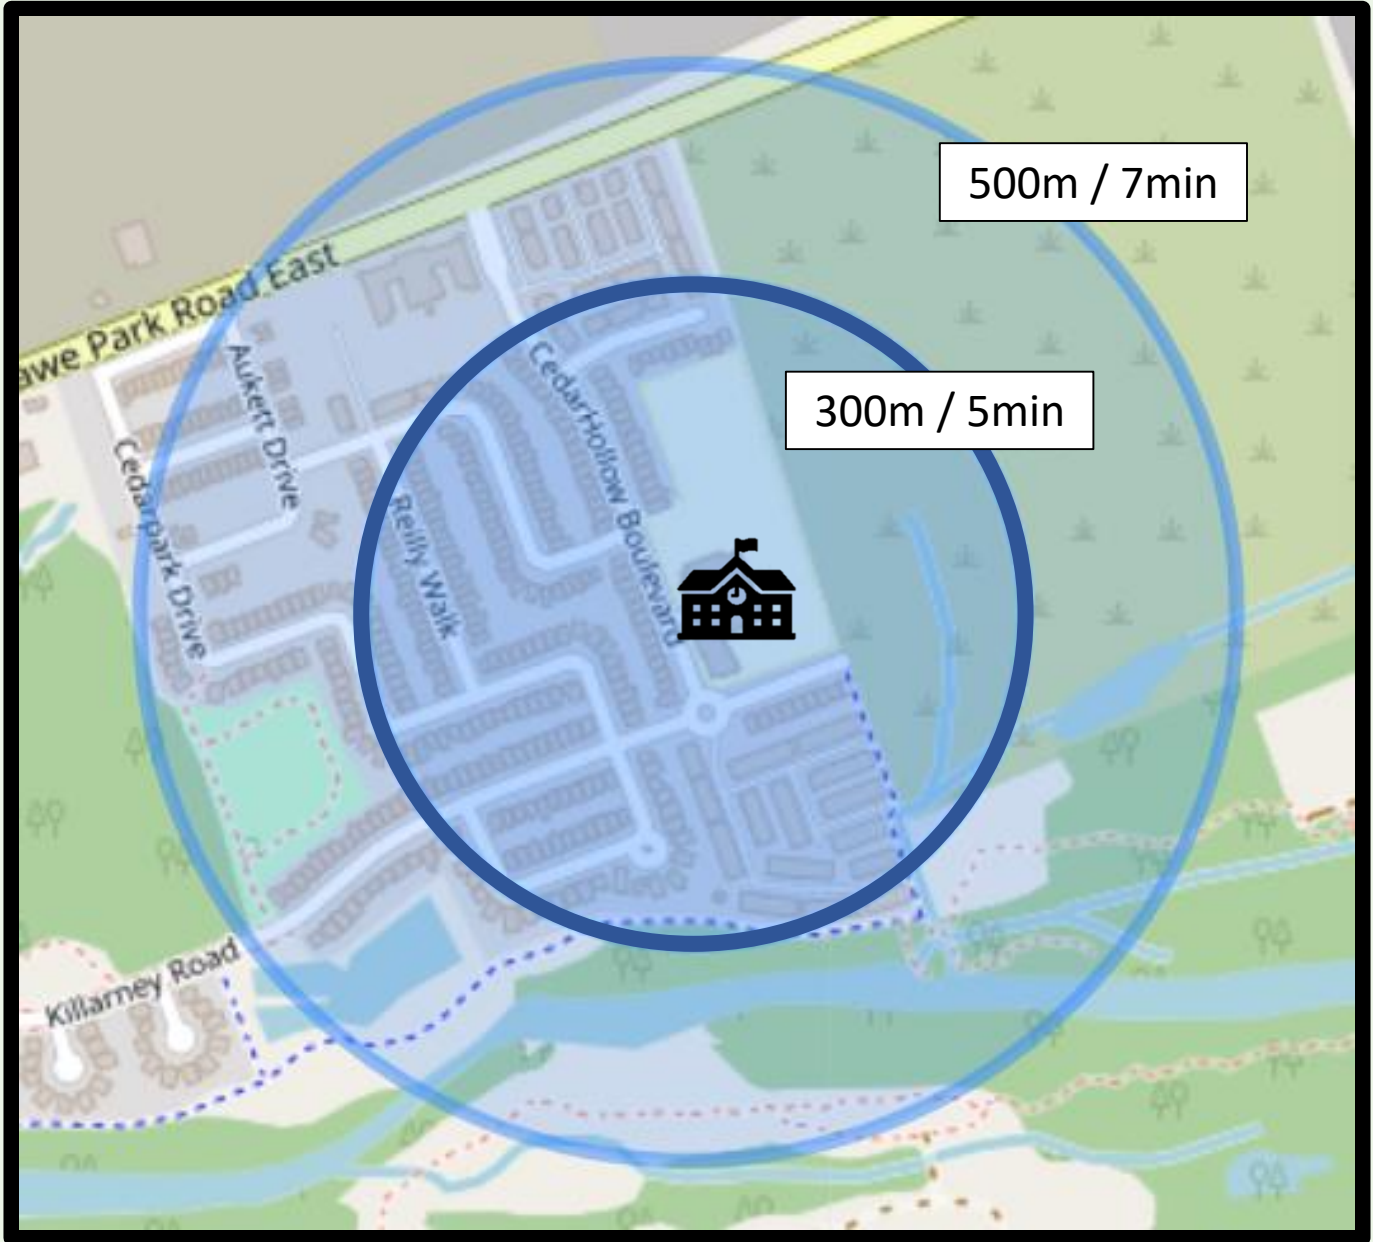 500m / 7min
awe Park Road East
300m / 5min
Aukett Drive
CedarHollow Boulevard
Cedarpark Drive
Reilly Walk
Killarney Road